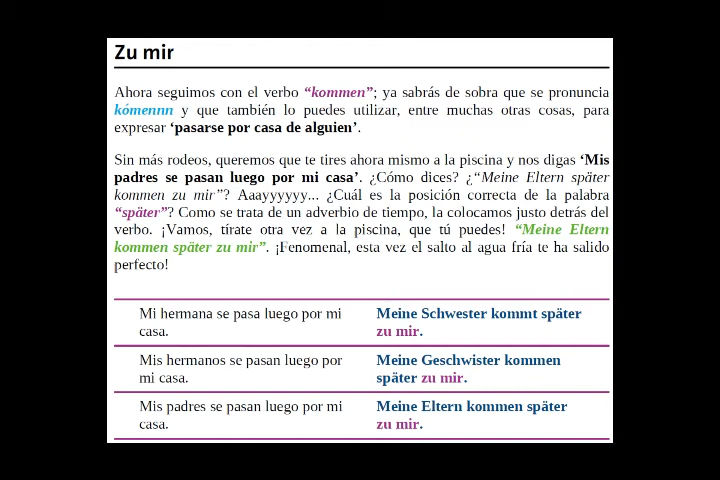 Zu mir
Ahora seguimos con el verbo “kommen”; ya sabrás de sobra que se pronuncia
kómennn y que también lo puedes utilizar, entre muchas otras cosas, para
expresar ‘pasarse por casa de alguien’.
Sin más rodeos, queremos que te tires ahora mismo a la piscina y nos digas ‘Mis
padres se pasan luego por mi casa’. ¿Cómo dices? ¿“Meine Eltern später
kommen zu mir”? Aaayyyyyy... ¿Cuál es la posición correcta de la palabra
“später”? Como se trata de un adverbio de tiempo, la colocamos justo detrás del
verbo. ¡Vamos, tírate otra vez a la piscina, que tú puedes! “Meine Eltern
kommen später zu mir”. ¡Fenomenal, esta vez el salto al agua fría te ha salido
perfecto!
Mi hermana se pasa luego por mi
casa.
Meine Schwester kommt später
zu mir.
Mis hermanos se pasan luego por
mi casa.
Meine Geschwister kommen
später zu mir.
Mis padres se pasan luego por mi
casa.
Meine Eltern kommen später
zu mir.